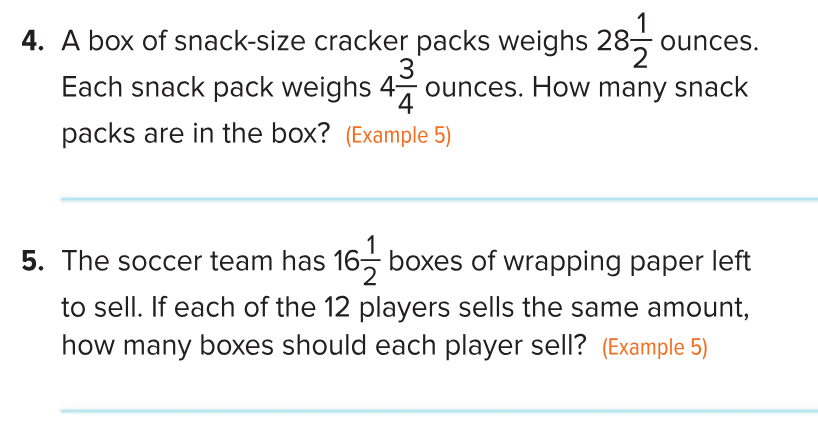 4. A box of snack-size cracker packs weighs 28 1/2 ounces.
Each snack pack weighs 4 3/4 ounces. How many snack
packs are in the box? (Example 5)
5. The soccer team has 16 1/2 boxes of wrapping paper left
to sell. If each of the 12 players sells the same amount,
how many boxes should each player sell? (Example 5)